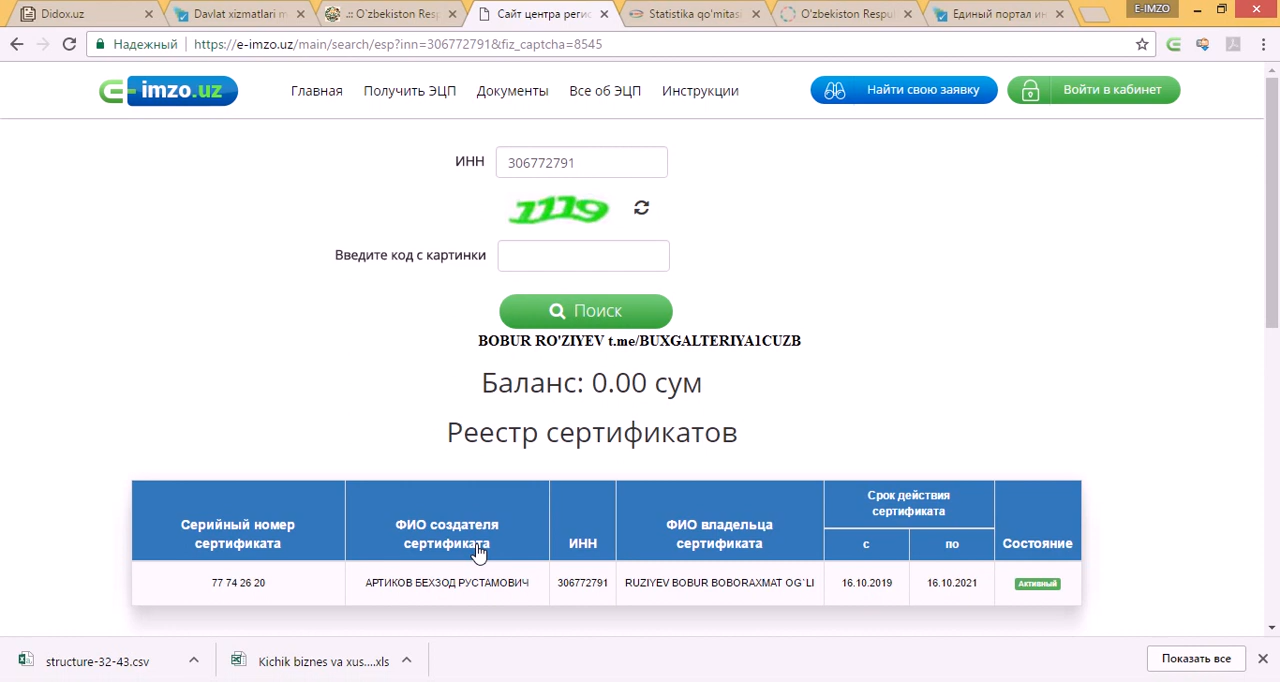 Didox.uz
Davlat xizmatlari m
.:: O'zbekiston Resp
Сайт центра реги
Statistika qo'mitasi
O'zbekiston Respu
Единый портал ин
E-IMZO
Надежный
https://e-imzo.uz/main/search/esp?inn=306772791&fiz_captcha=8545
E-imzo.uz
Главная
Получить ЭЦП
Документы
Все об ЭЦП
Инструкции
Найти свою заявку
Войти в кабинет
ИНН
306772791
1119
Введите код с картинки
Поиск
BOBUR RO'ZIYEV t.me/BUXGALTERIYA1CUZB
Баланс: 0.00 сум
Реестр сертификатов
Серийный номер
сертификата
ФИО создателя
сертификата
ИНН
ФИО владельца
сертификата
Срок действия
сертификата
с
по
Состояние
77 74 26 20
АРТИКОВ БЕХЗОД РУСТАМОВИЧ
306772791
RUZIYEV BOBUR BOBORAXMAT OG`LI
16.10.2019
16.10.2021
Активный
structure-32-43.csv
Kichik biznes va xus....xls
Показать все